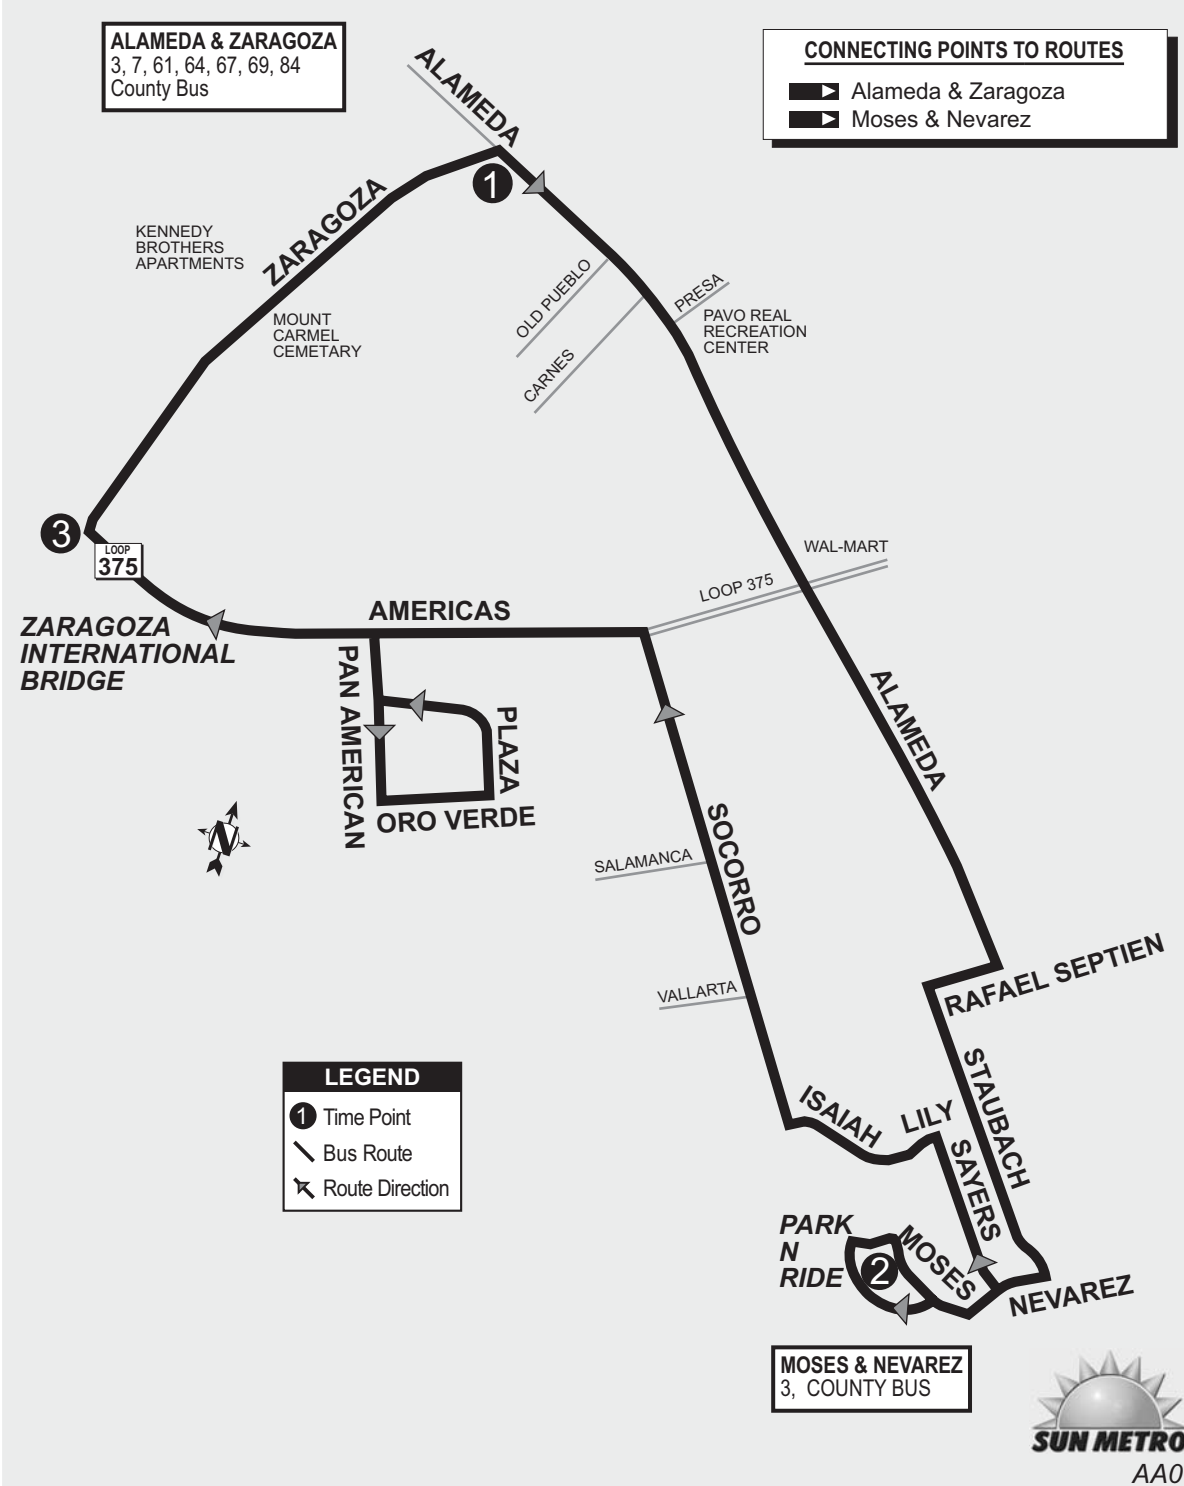 ALAMEDA & ZARAGOZA
3, 7, 61, 64, 67, 69, 84
County Bus
CONNECTING POINTS TO ROUTES
Alameda & Zaragoza
Moses & Nevarez
ALAMEDA
1
ZARAGOZA
KENNEDY
BROTHERS
APARTMENTS
MOUNT
CARMEL
CEMETARY
OLD PUEBLO
CARNES
PRESA
PAVO REAL
RECREATION
CENTER
3
LOOP
375
WAL-MART
LOOP 375
AMERICAS
ZARAGOZA
INTERNATIONAL
BRIDGE
PAN AMERICAN
PLAZA
ORO VERDE
ALAMEDA
N
SOCORRO
SALAMANCA
VALLARTA
RAFAEL SEPTIEN
STAUBACH
ISAIAH
LILY
SAYERS
LEGEND
1 Time Point
Bus Route
Route Direction
PARK
N
RIDE
2
MOSES
NEVAREZ
MOSES & NEVAREZ
3, COUNTY BUS
SUN METRO
AA0